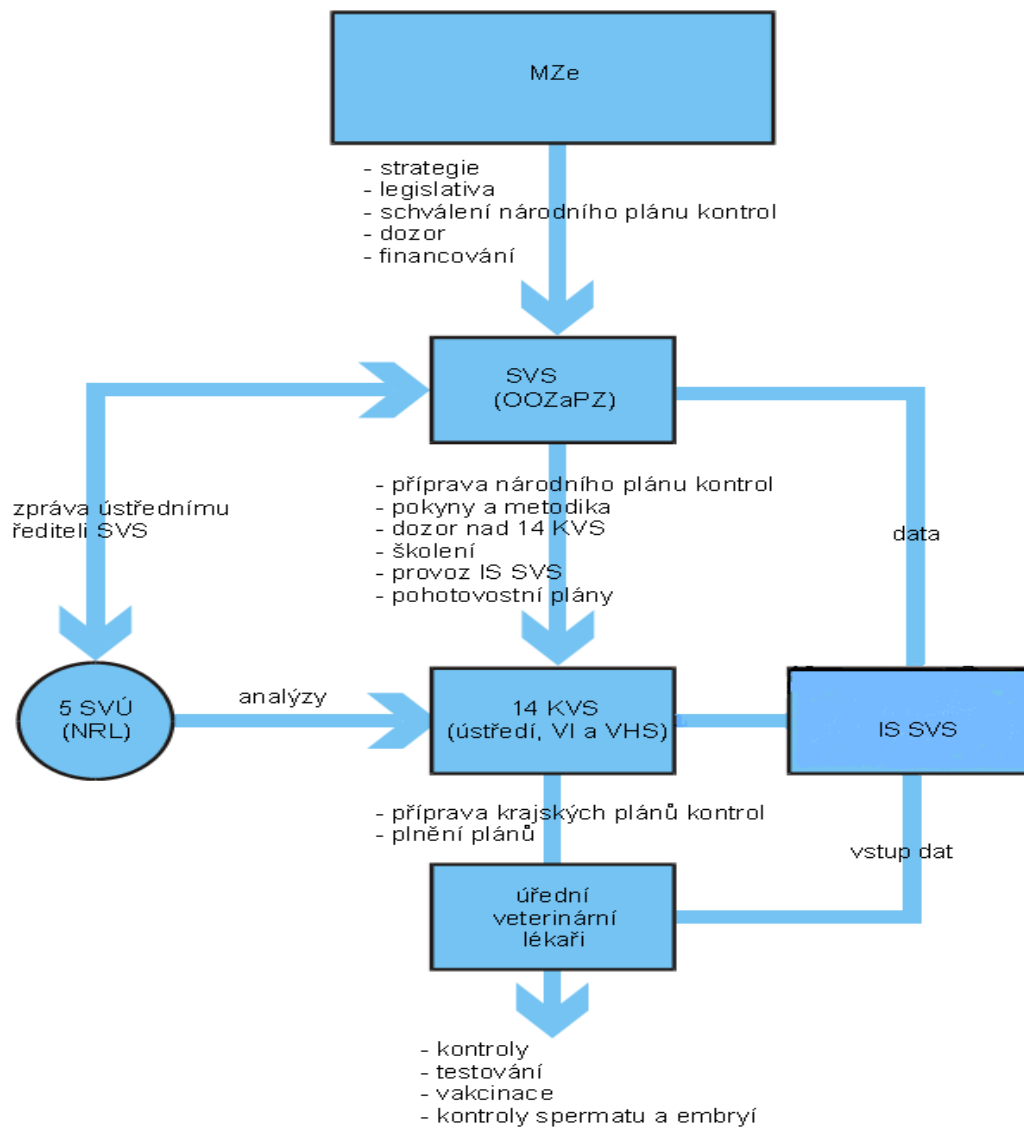 MZe
- strategie
- legislativa
- schválení národního plánu kontrol
- dozor
- financování
SVS
(OOZaPZ)
zpráva ústřednímu
řediteli SVS
- příprava národního plánu kontrol
- pokyny a metodika
- dozor nad 14 KVS
- školení
- provoz IS SVS
- pohotovostní plány
data
5 SVÚ
(NRL)
analýzy
14 KVS
(ústředí, VI a VHS)
IS SVS
- příprava krajských plánů kontrol
- plnění plánů
vstup dat
úřední
veterinární
lékaři
- kontroly
- testování
- vakcinace
- kontroly spermatu a embryí